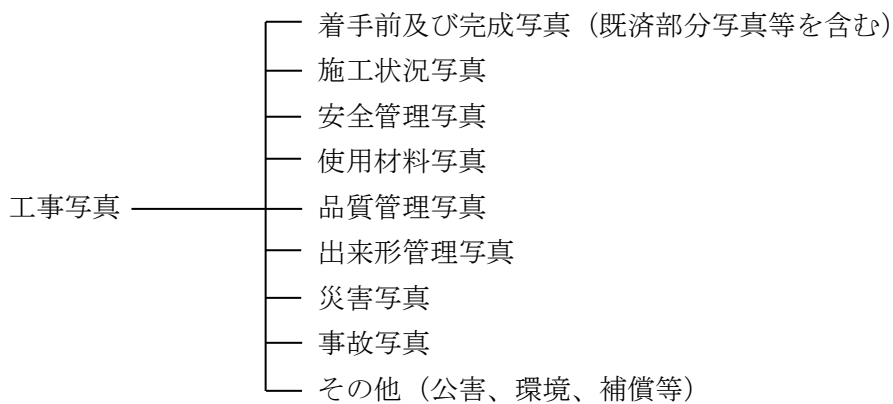 着手前及び完成写真（既済部分写真等を含む）
施工状況写真
安全管理写真
使用材料写真
工事写真
品質管理写真
出来形管理写真
災害写真
事故写真
その他（公害、環境、補償等）